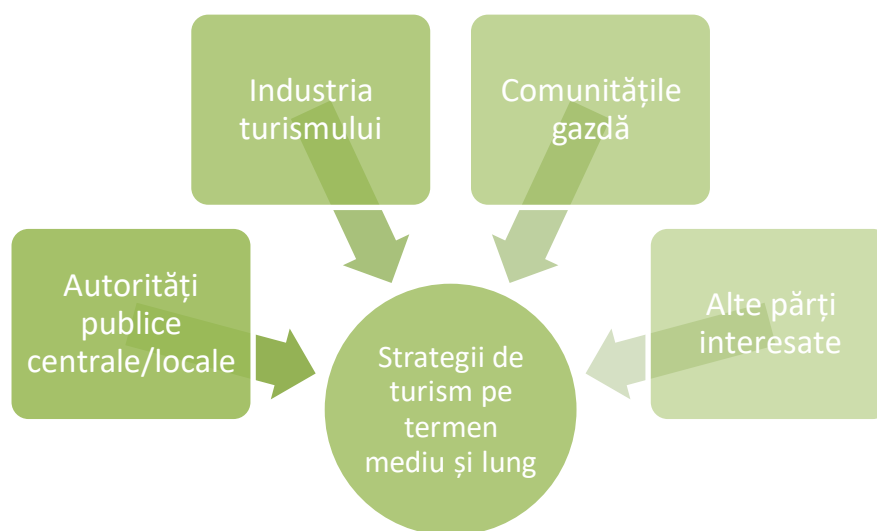 Industria
turismului
Comunitățile
gazdă
Autorități
publice
centrale/locale
Alte părți
interesate
Strategii de
turism pe
termen
mediu și lung